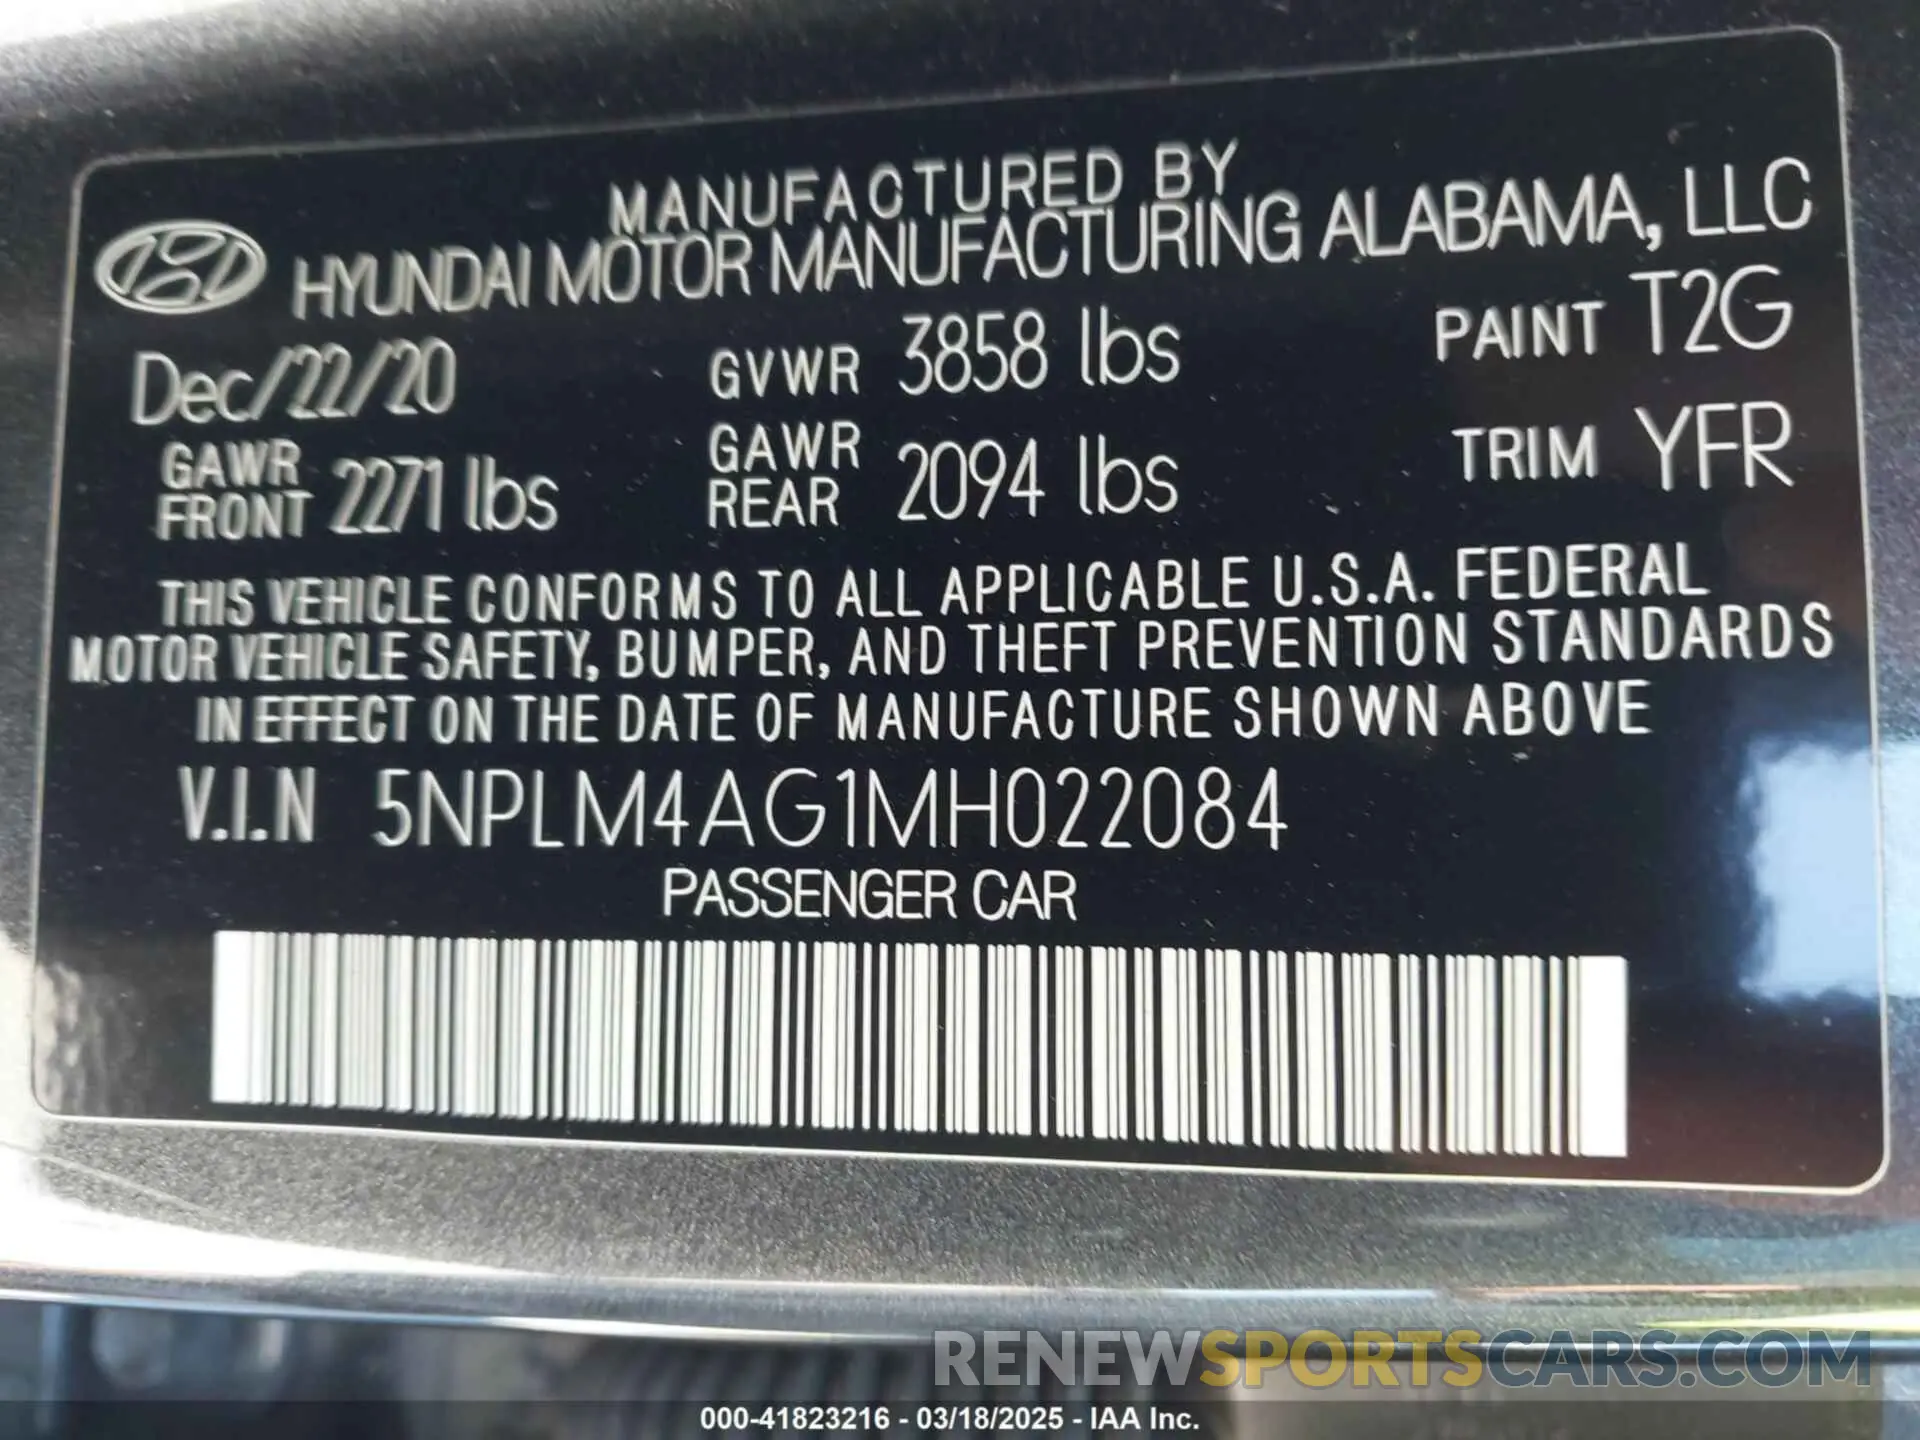 MANUFACTURED BY
HYUNDAI MOTOR MANUFACTURING ALABAMA, LLC
Dec/22/20 GVWR 3858 lbs PAINT T2G
GAWR FRONT 2271 lbs GAWR REAR 2094 lbs TRIM YFR
THIS VEHICLE CONFORMS TO ALL APPLICABLE U.S.A. FEDERAL
MOTOR VEHICLE SAFETY, BUMPER, AND THEFT PREVENTION STANDARDS
IN EFFECT ON THE DATE OF MANUFACTURE SHOWN ABOVE
V.I.N 5NPLM4AG1MH022084
PASSENGER CAR
RENEWSPORTSCARS.COM
000-41823216 - 03/18/2025 - IAA Inc.